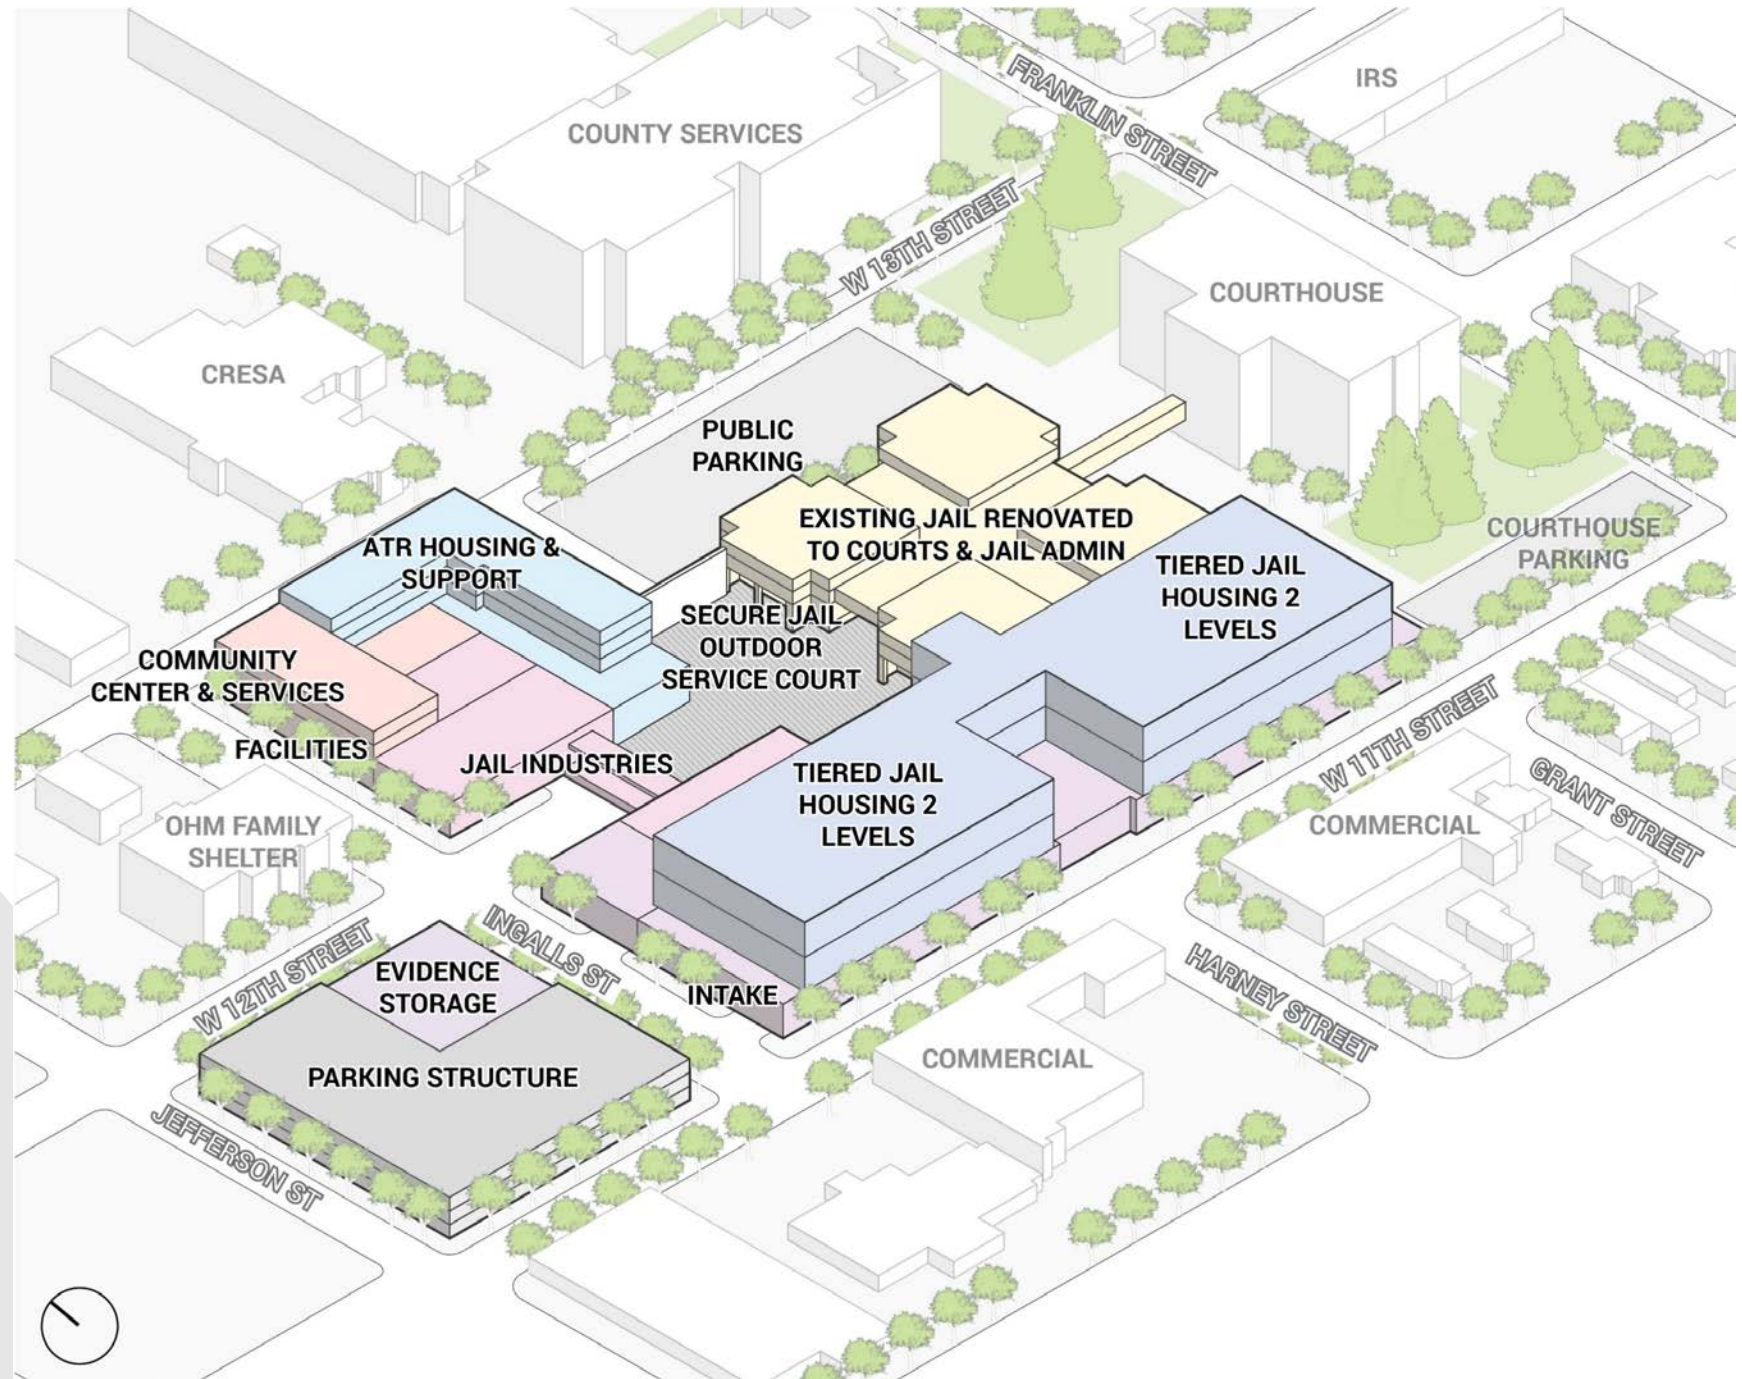 FRANKLIN STREET
IRS
COUNTY SERVICES
W 13TH STREET
COURTHOUSE
CRESA
PUBLIC
PARKING
EXISTING JAIL RENOVATED
TO COURTS & JAIL ADMIN
COURTHOUSE
PARKING
ATR HOUSING &
SUPPORT
TIERED JAIL
HOUSING 2
LEVELS
SECURE JAIL
OUTDOOR
SERVICE COURT
COMMUNITY
CENTER & SERVICES
FACILITIES
JAIL INDUSTRIES
TIERED JAIL
HOUSING 2
LEVELS
W 11TH STREET
GRANT STREET
OHM FAMILY
SHELTER
COMMERCIAL
W 12TH STREET
INGALLS ST
EVIDENCE
STORAGE
INTAKE
HARNEY STREET
PARKING STRUCTURE
COMMERCIAL
JEFFERSON ST